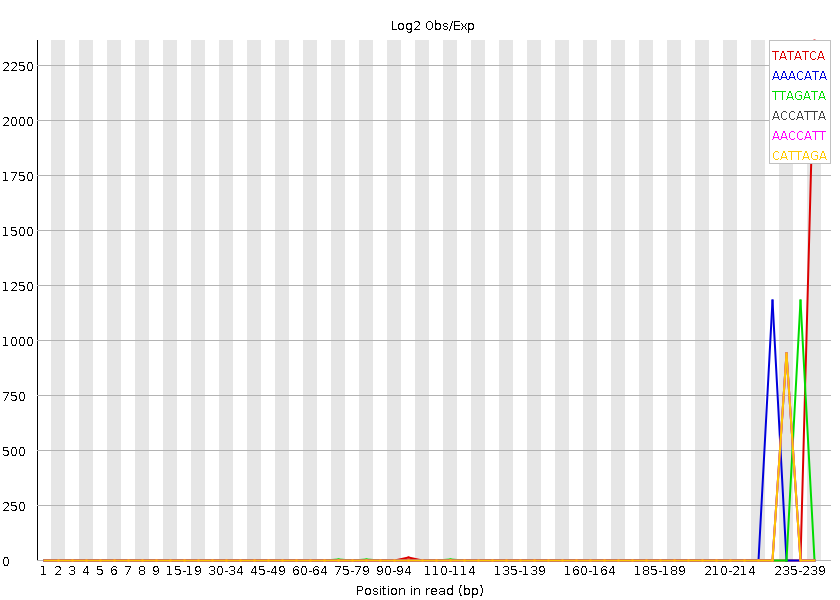 Log2 Obs/Exp
2250
2000
1750
1500
1250
1000
750
500
250
0
TATATCA
AAACATA
TTAGATA
ACCATTA
AACCATT
CATTAGA
1 2 3 4 5 6 7 8 9 15-19 30-34 45-49 60-64 75-79 90-94 110-114 135-139 160-164 185-189 210-214 235-239
Position in read (bp)